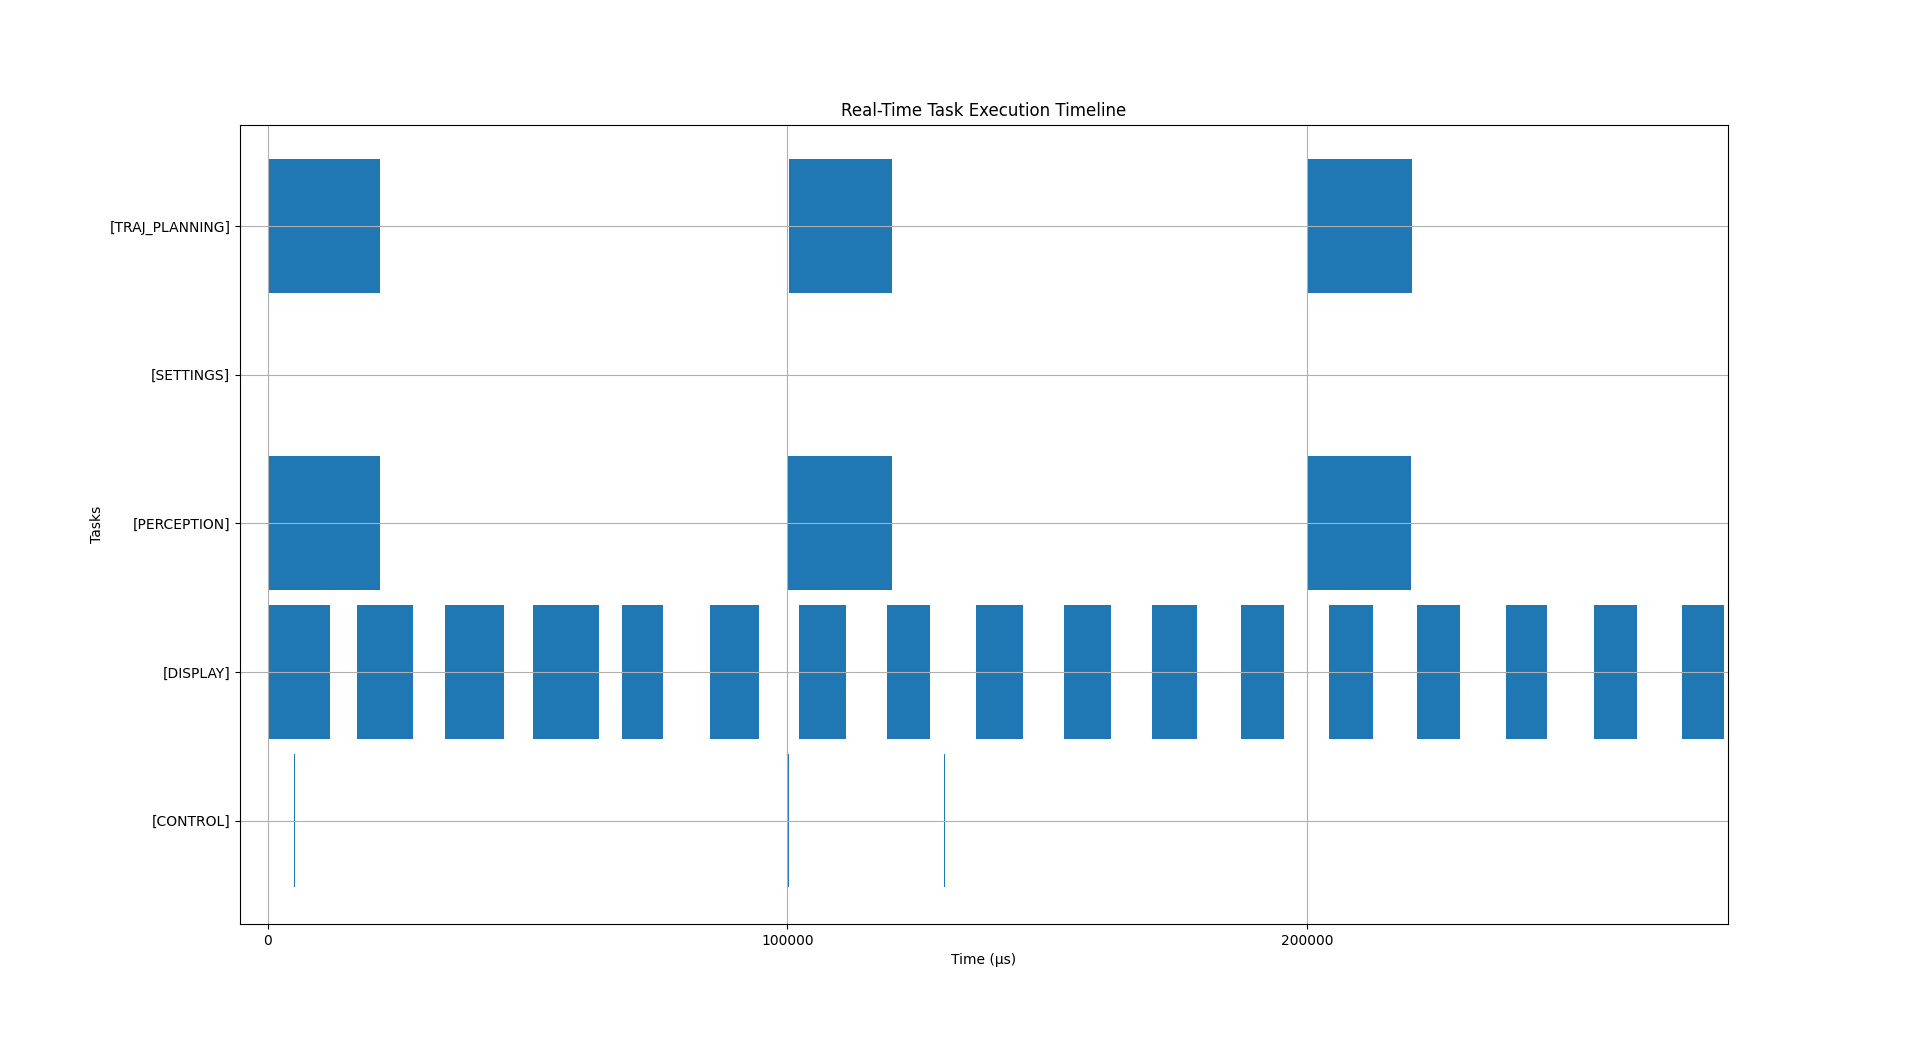 Real-Time Task Execution Timeline
[TRAJ_PLANNING]
[SETTINGS]
[PERCEPTION]
[DISPLAY]
[CONTROL]
Tasks
0 100000 200000
Time (µs)